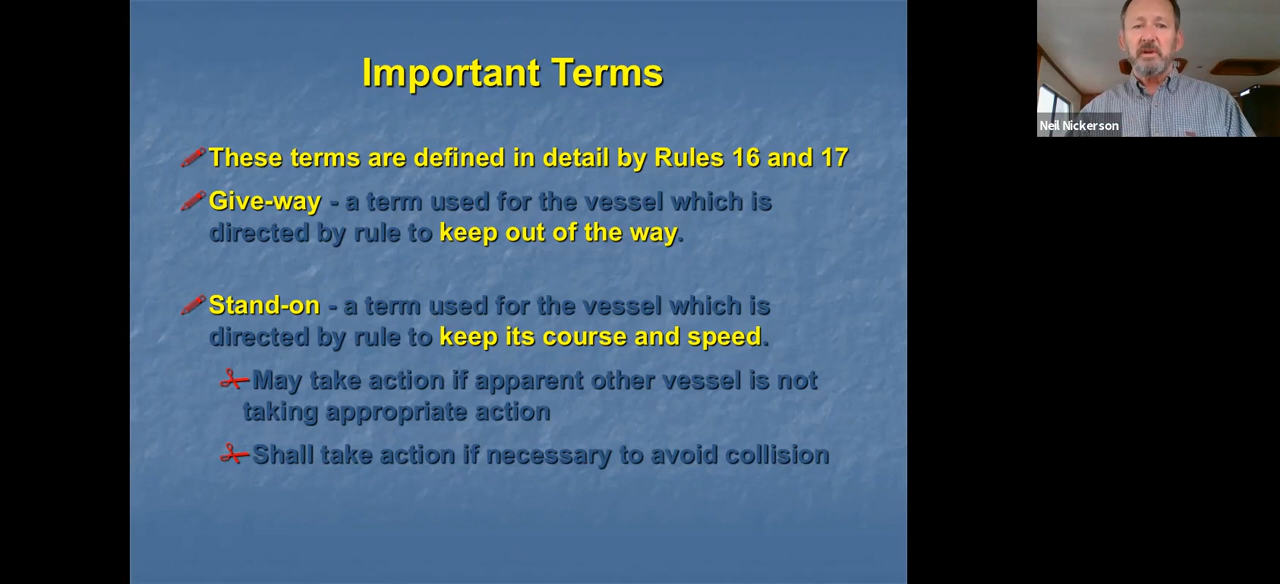 Important Terms
These terms are defined in detail by Rules 16 and 17
Give-way - a term used for the vessel which is
directed by rule to keep out of the way.
Stand-on - a term used for the vessel which is
directed by rule to keep its course and speed.
May take action if apparent other vessel is not
taking appropriate action
Shall take action if necessary to avoid collision
Neil Nickerson